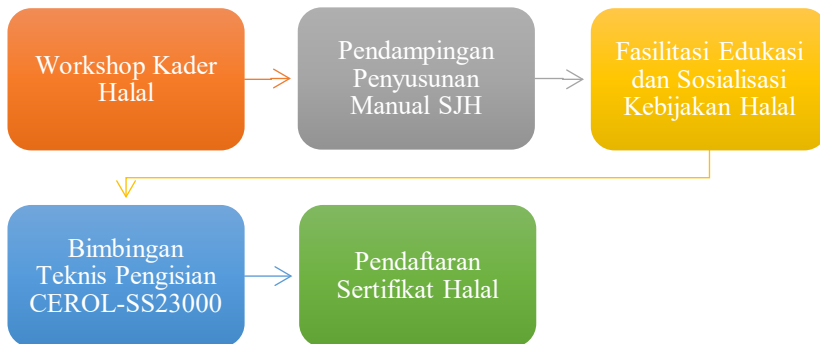 Workshop Kader
Halal
Pendampingan
Penyusunan
Manual SJH
Fasilitasi Edukasi
dan Sosialisasi
Kebijakan Halal
Bimbingan
Teknis Pengisian
CEROL-SS23000
Pendaftaran
Sertifikat Halal